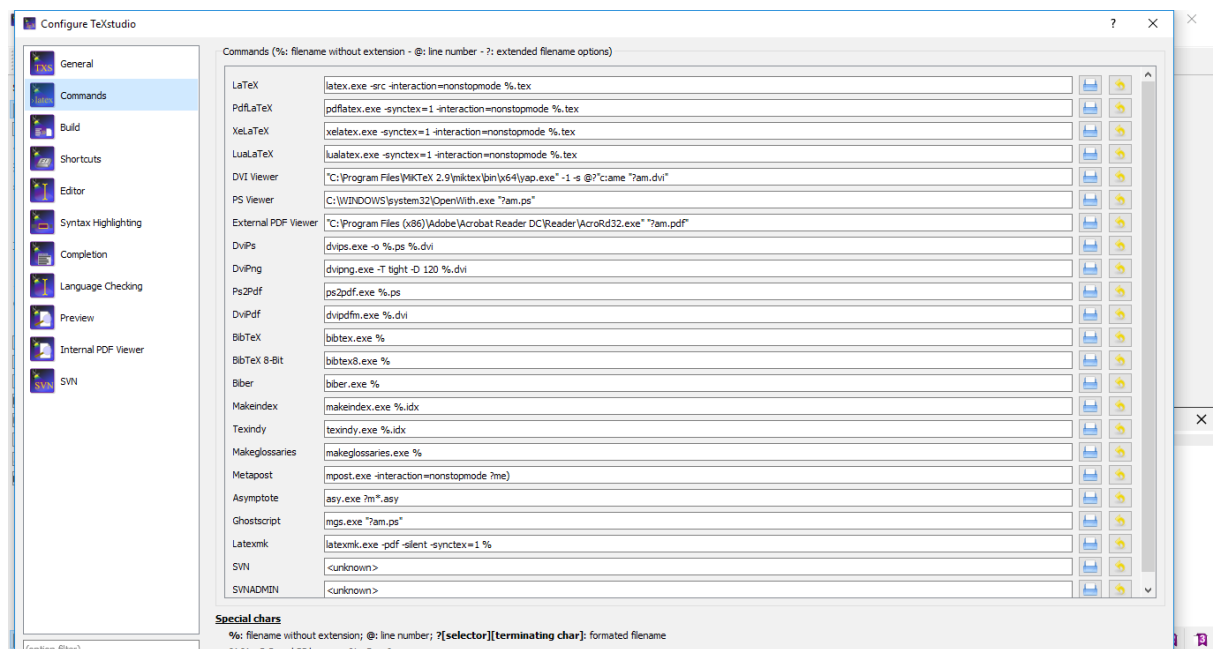 Configure TeXstudio
General
Commands
Build
Shortcuts
Editor
Syntax Highlighting
Completion
Language Checking
Preview
Internal PDF Viewer
SVN
Commands (%: filename without extension - @: line number - ?: extended filename options)
LaTeX latex.exe -src -interaction=nonstopmode %.tex
PdfLaTeX pdflatex.exe -synctex=1 -interaction=nonstopmode %.tex
XeLaTeX xelatex.exe -synctex=1 -interaction=nonstopmode %.tex
LuaLaTeX lualatex.exe -synctex=1 -interaction=nonstopmode %.tex
DVI Viewer "C:\Program Files\MiKTeX 2.9\miktex\bin\x64\yap.exe" -1 -s @?"c:ame "?am.dvi"
PS Viewer C:\WINDOWS\system32\OpenWith.exe "?am.ps"
External PDF Viewer "C:\Program Files (x86)\Adobe\Acrobat Reader DC\Reader\AcroRd32.exe" "?am.pdf"
DviPs dvips.exe -o %.ps %.dvi
DviPng dvipng.exe -T tight -D 120 %.dvi
Ps2Pdf ps2pdf.exe %.ps
DviPdf dvipdfm.exe %.dvi
BibTeX bibtex.exe %
BibTeX 8-Bit bibtex8.exe %
Biber biber.exe %
Makeindex makeindex.exe %.idx
Texindy texindy.exe %.idx
Makeglossaries makeglossaries.exe %
Metapost mpost.exe -interaction=nonstopmode ?me)
Asymptote asy.exe ?m*.asy
Ghostscript mgs.exe "?am.ps"
Latexmk latexmk.exe -pdf -silent -synctex=1 %
SVN <unknown>
SVNADMIN <unknown>
Special chars
%: filename without extension; @: line number; ?[selector][terminating char]: formated filename
(option filter)